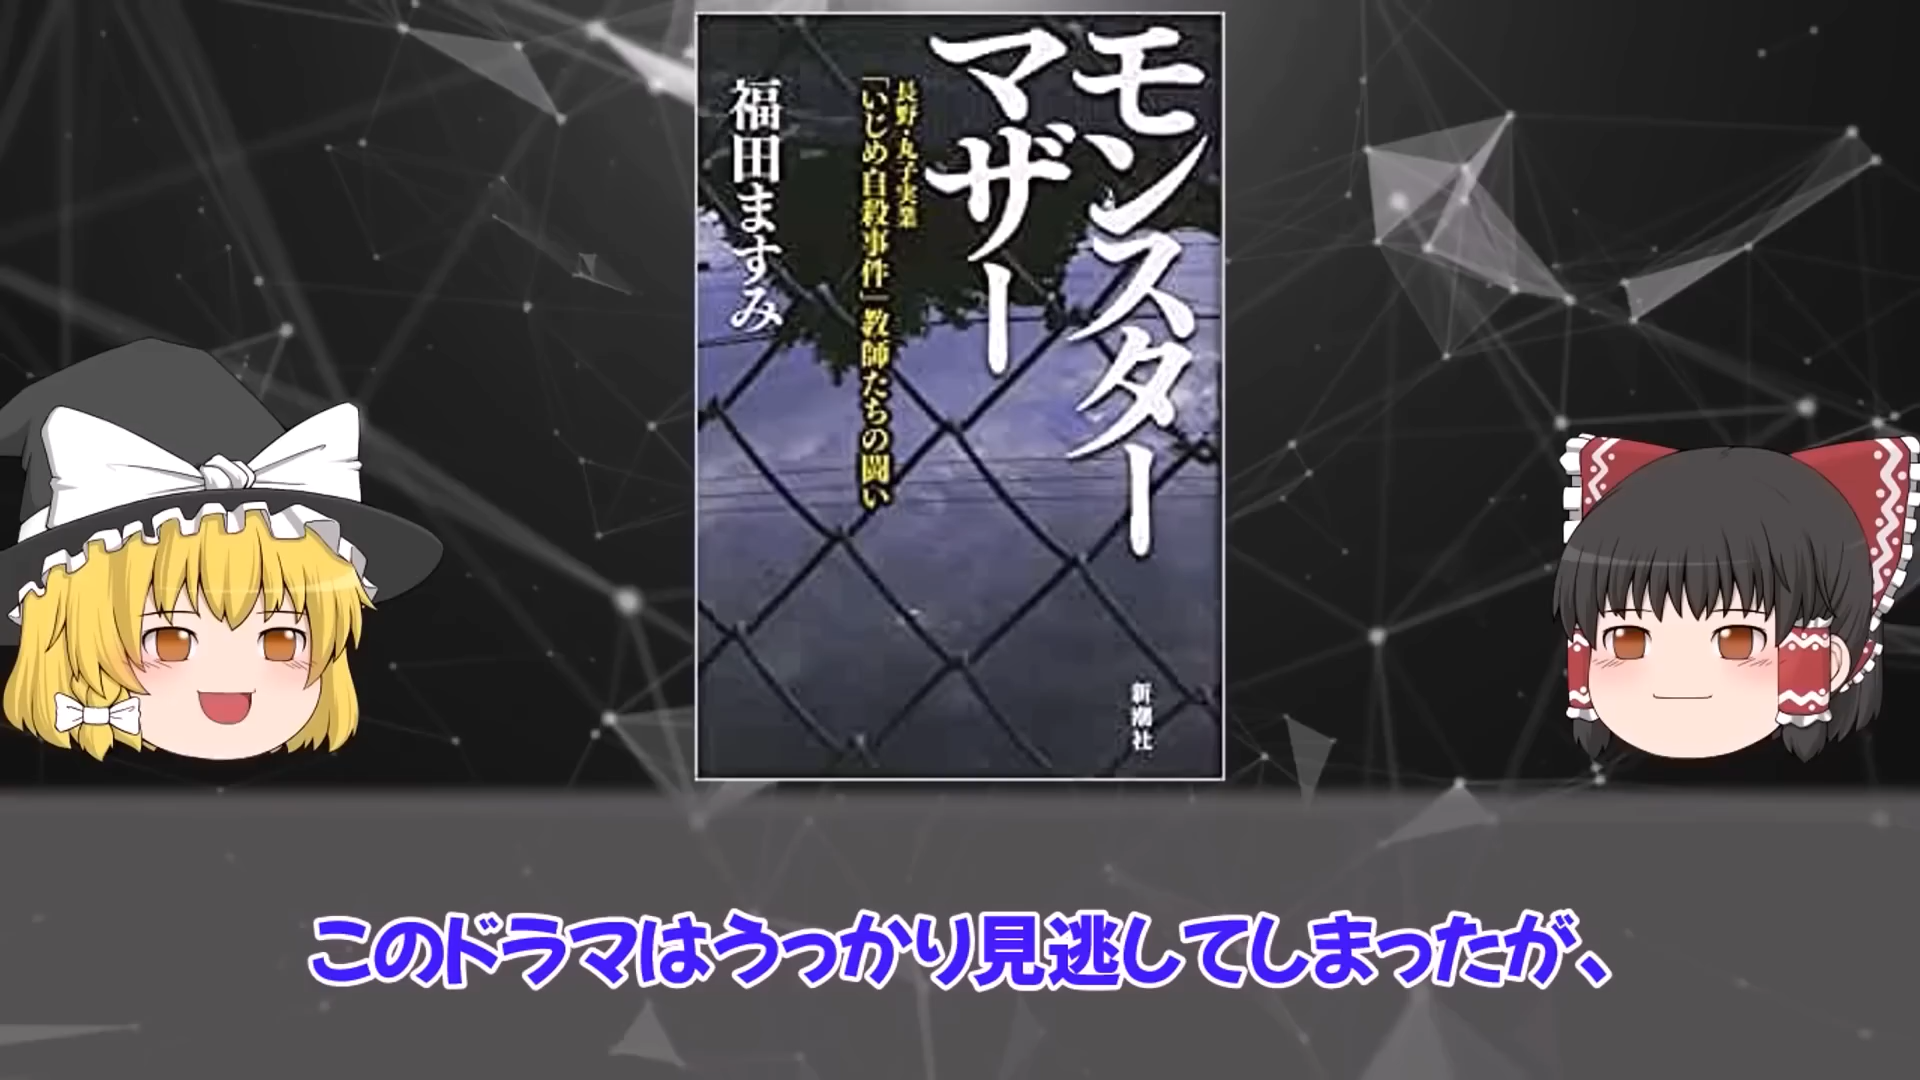 モンスター
マザー
長野・丸子実業
「いじめ自殺事件」教師たちの闘い
福田ますみ
新潮社
このドラマはうっかり見逃してしまったが、